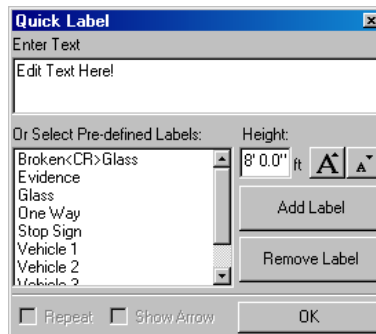 Quick Label
Enter Text
Edit Text Here!
Or Select Pre-defined Labels:
Height:
Broken<CR>Glass
Evidence
Glass
One Way
Stop Sign
Vehicle 1
Vehicle 2
Vehicle 3
8' 0.0" ft
A A
Add Label
Remove Label
Repeat
Show Arrow
OK